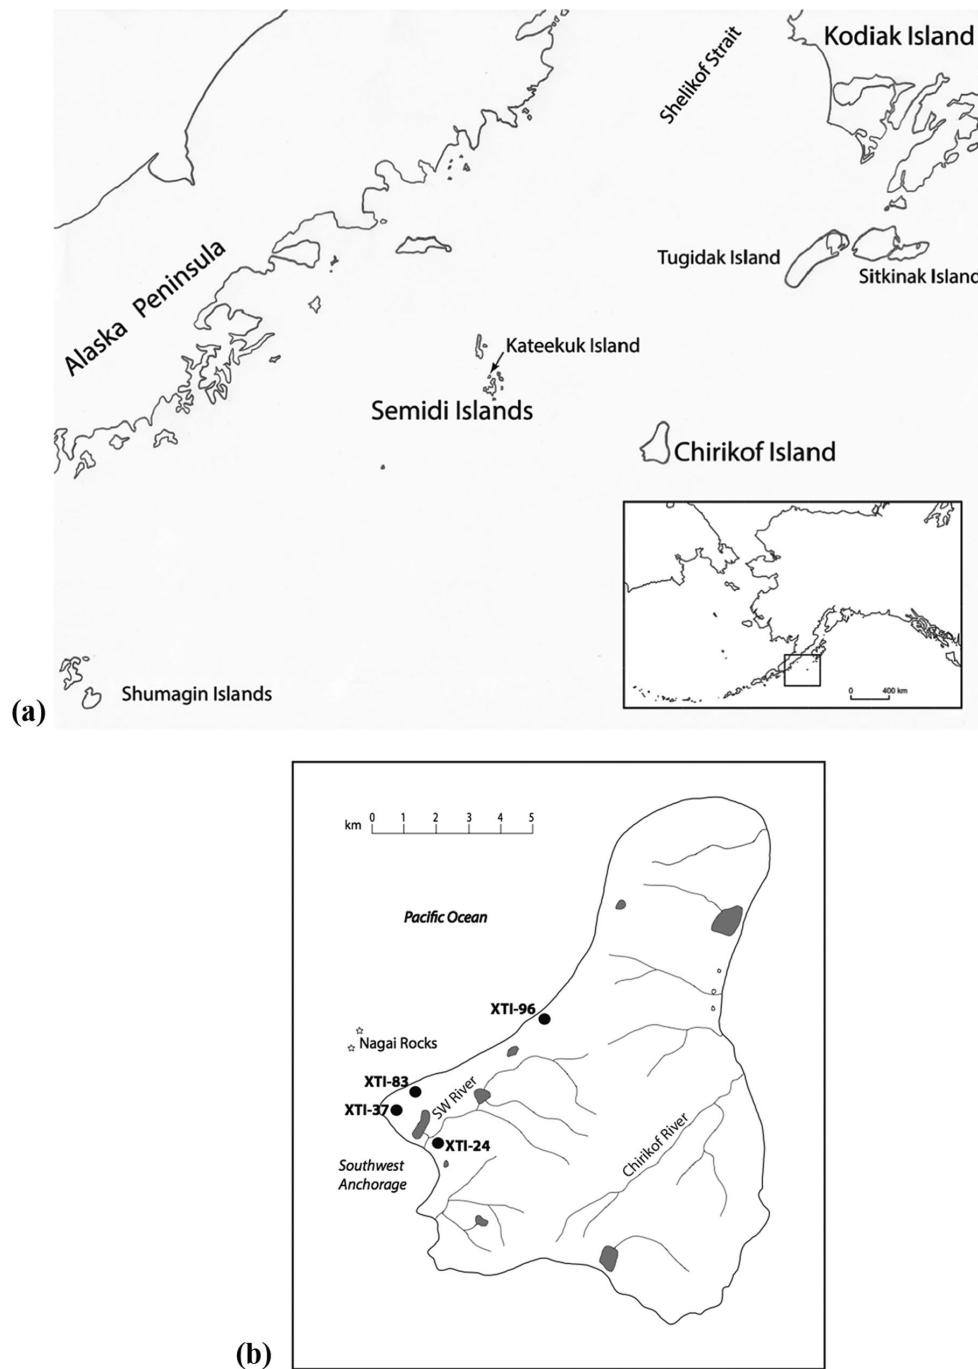 Kodiak Island
Shelikof Strait
Tugidak Island
Sitkinak Island
Alaska Peninsula
Kateekuk Island
Semidi Islands
Chirikof Island
Shumagin Islands
0 400 km
(a)
km 0 1 2 3 4 5
Pacific Ocean
XTI-96
Nagai Rocks
XTI-83
SW River
XTI-37
XTI-24
Chirikof River
Southwest
Anchorage
(b)